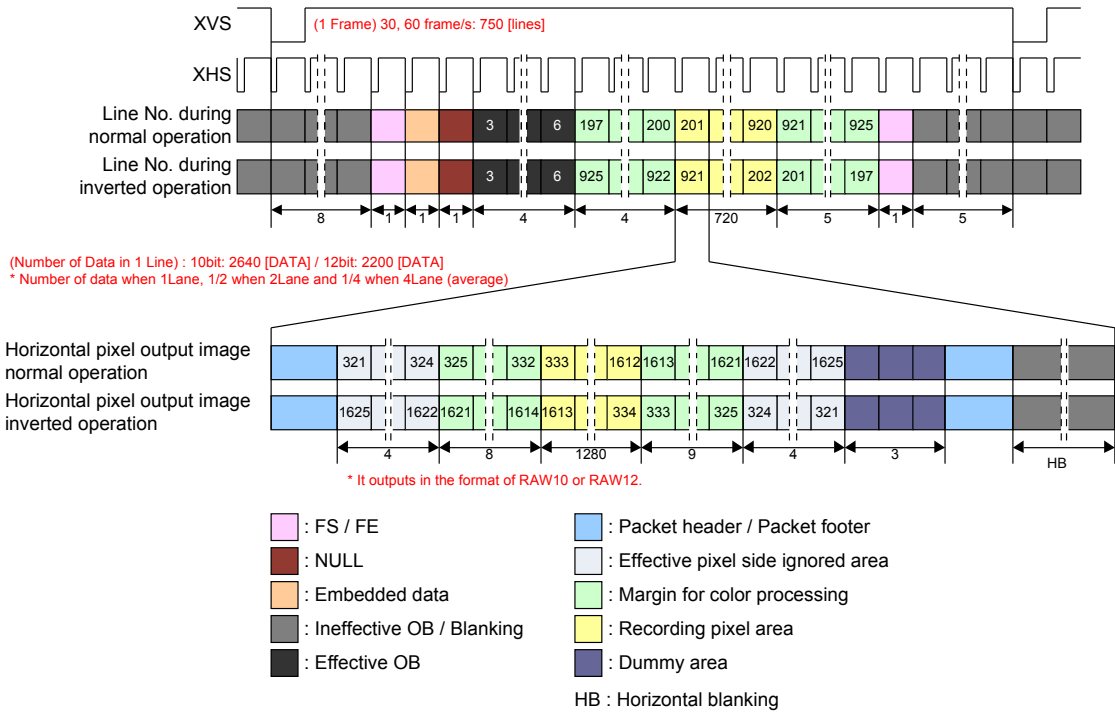 XVS
(1 Frame) 30, 60 frame/s: 750 [lines]
XHS
Line No. during
normal operation
3 6 197 200 201 920 921 925
Line No. during
inverted operation
3 6 925 922 921 202 201 197
8 1 1 1 4 4 720 5 1 5
(Number of Data in 1 Line) : 10bit: 2640 [DATA] / 12bit: 2200 [DATA]
* Number of data when 1Lane, 1/2 when 2Lane and 1/4 when 4Lane (average)
Horizontal pixel output image
normal operation
321 324 325 332 333 1612 1613 1621 1622 1625
Horizontal pixel output image
inverted operation
1625 1622 1621 1614 1613 334 333 325 324 321
4 8 1280 9 4 3 HB
* It outputs in the format of RAW10 or RAW12.
: FS / FE
: NULL
: Embedded data
: Ineffective OB / Blanking
: Effective OB
: Packet header / Packet footer
: Effective pixel side ignored area
: Margin for color processing
: Recording pixel area
: Dummy area
HB : Horizontal blanking